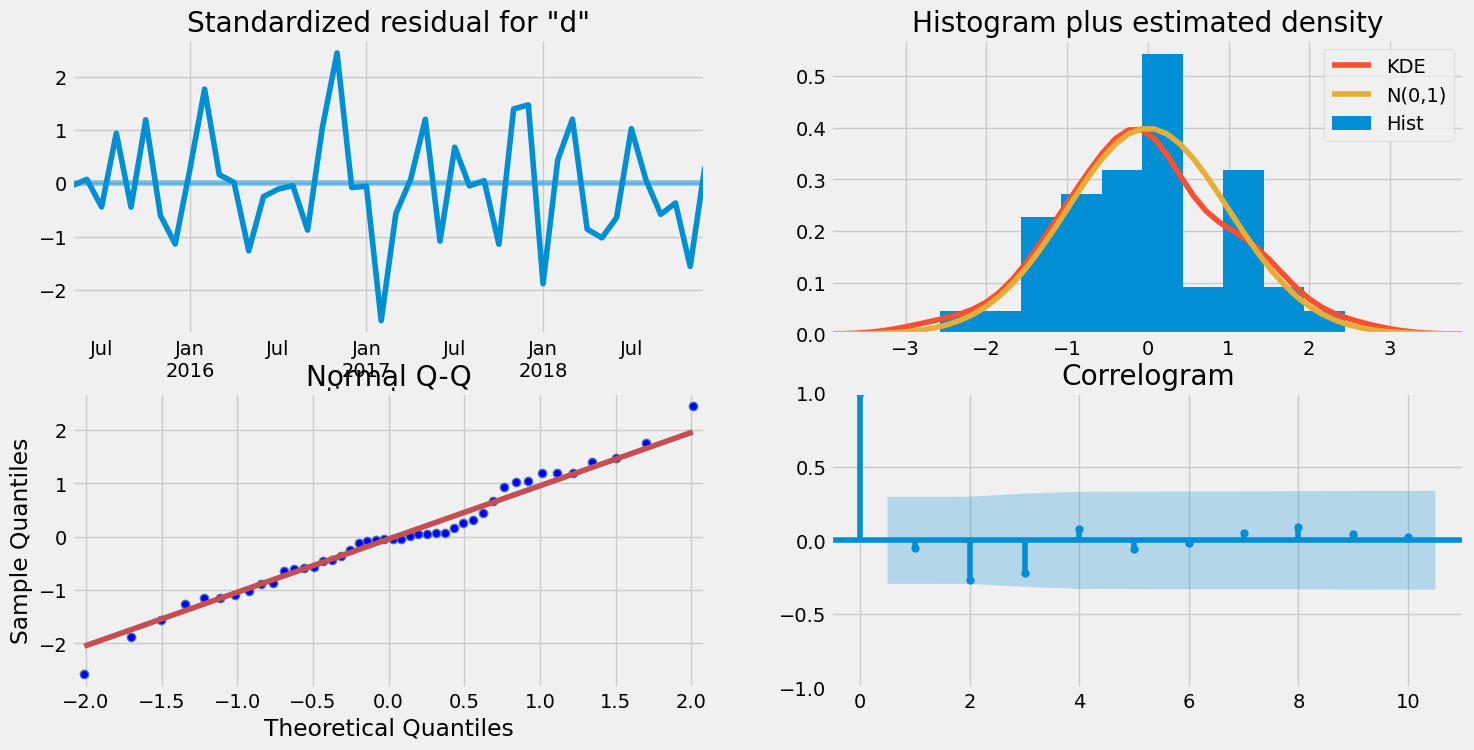 Standardized residual for "d"
2
1
0
−1
−2
Jul
Jan
Jul
Jan
Jul
Jan
Jul
2016
2017
2018
Histogram plus estimated density
KDE
N(0,1)
Hist
0.5
0.4
0.3
0.2
0.1
0.0
−3
−2
−1
0
1
2
3
Normal Q-Q
Sample Quantiles
2
1
0
−1
−2
−2.0
−1.5
−1.0
−0.5
0.0
0.5
1.0
1.5
2.0
Theoretical Quantiles
Correlogram
1.0
0.5
0.0
−0.5
−1.0
0
2
4
6
8
10